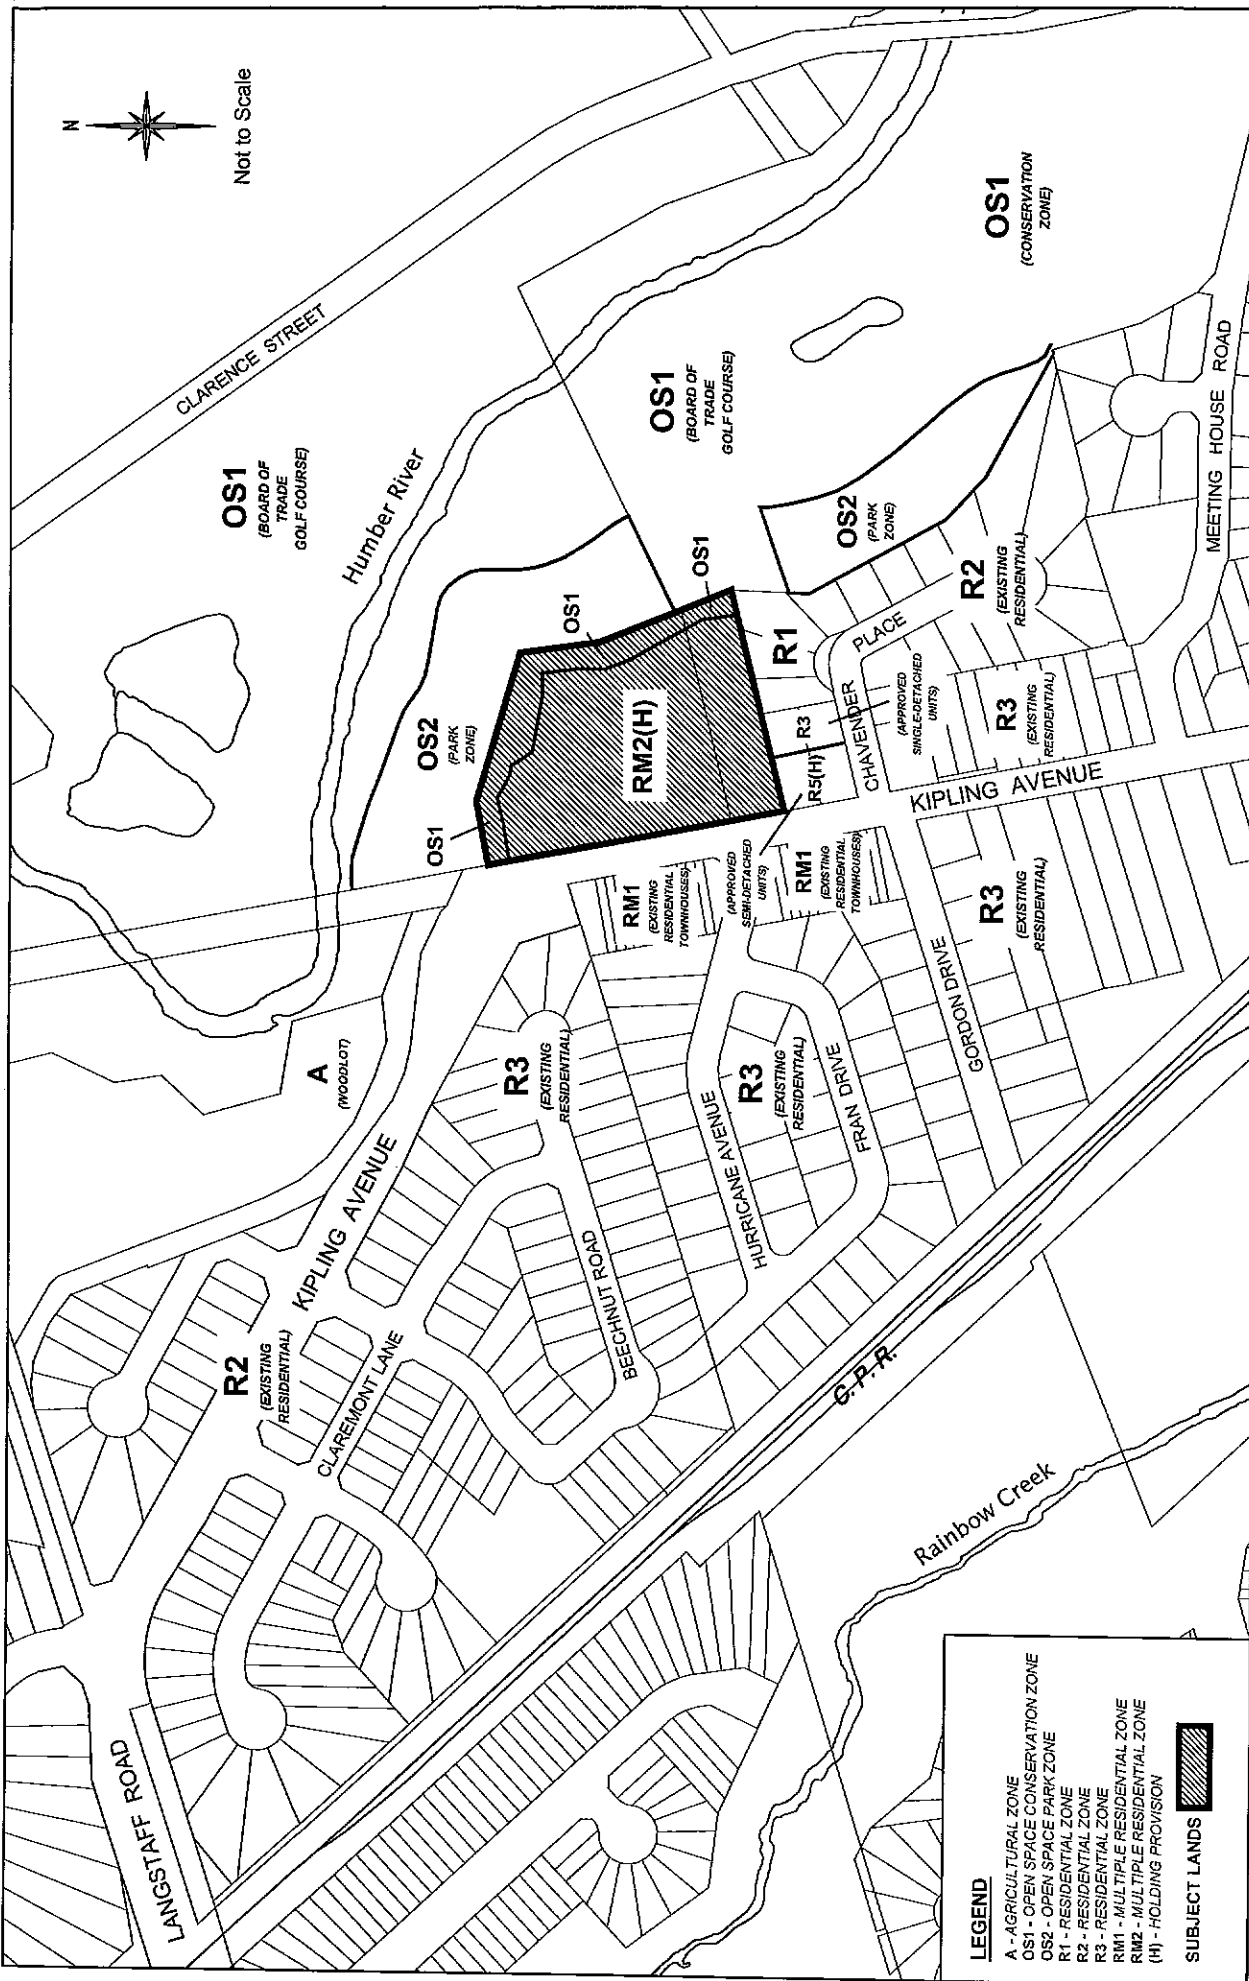 N
Not to Scale
CLARENCE STREET
OS1
(BOARD OF
TRADE
GOLF COURSE)
Humber River
OS1
(CONSERVATION
ZONE)
OS1
(BOARD OF
TRADE
GOLF COURSE)
OS2
(PARK
ZONE)
OS1
OS1
OS1
RM2(H)
OS2
(PARK
ZONE)
R1
R2
(EXISTING
RESIDENTIAL)
CHAVENDER PLACE
MEETING HOUSE ROAD
R3
(APPROVED
SINGLE-DETACHED
UNITS)
R3
(EXISTING
RESIDENTIAL)
R5(H)
(APPROVED
SEMI-DETACHED
UNITS)
KIPLING AVENUE
RM1
(EXISTING
RESIDENTIAL
TOWNHOUSES)
RM1
(EXISTING
RESIDENTIAL
TOWNHOUSES)
R3
(EXISTING
RESIDENTIAL)
GORDON DRIVE
A
(WOODLOT)
R3
(EXISTING
RESIDENTIAL)
R3
(EXISTING
RESIDENTIAL)
HURRICANE AVENUE
FRAN DRIVE
KIPLING AVENUE
BEECHNUT ROAD
R2
(EXISTING
RESIDENTIAL)
CLAREMONT LANE
C.P.R.
Rainbow Creek
LANGSTAFF ROAD
LEGEND
A - AGRICULTURAL ZONE
OS1 - OPEN SPACE CONSERVATION ZONE
OS2 - OPEN SPACE PARK ZONE
R1 - RESIDENTIAL ZONE
R2 - RESIDENTIAL ZONE
R3 - RESIDENTIAL ZONE
RM1 - MULTIPLE RESIDENTIAL ZONE
RM2 - MULTIPLE RESIDENTIAL ZONE
(H) - HOLDING PROVISION
SUBJECT LANDS